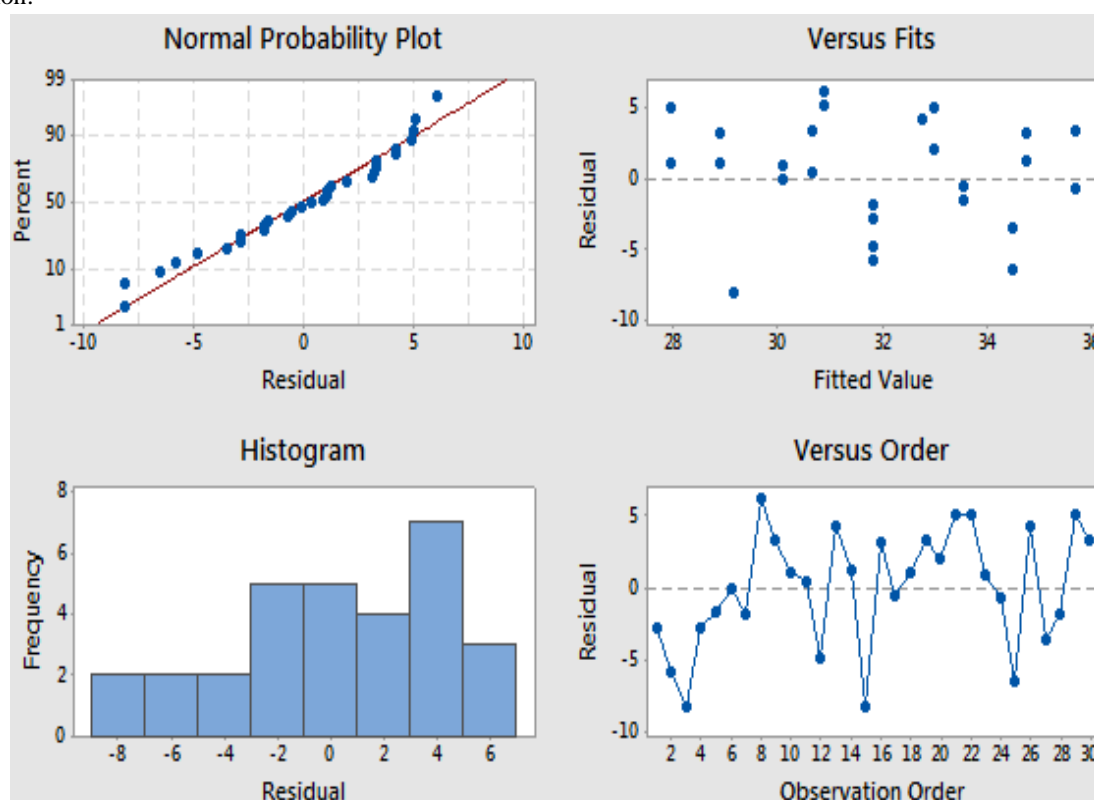 on.
Normal Probability Plot
99
90
50
10
1
Percent
-10 -5 0 5 10
Residual
Versus Fits
5
0
-5
-10
Residual
28 30 32 34 36
Fitted Value
Histogram
8
6
4
2
0
Frequency
-8 -6 -4 -2 0 2 4 6
Residual
Versus Order
5
0
-5
-10
Residual
2 4 6 8 10 12 14 16 18 20 22 24 26 28 30
Observation Order